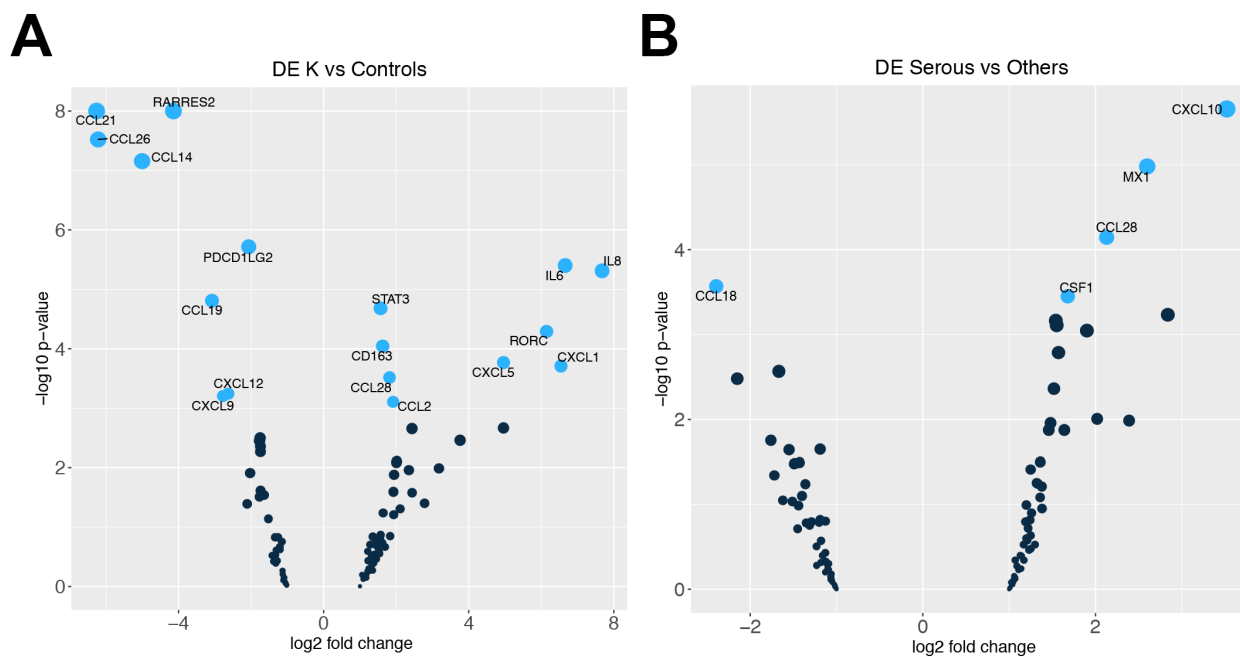 A
DE K vs Controls
−log10 p−value
8
6
4
2
0
RARRES2
CCL21
CCL26
CCL14
PDCD1LG2
IL8
IL6
STAT3
CCL19
RORC
CD163
CXCL1
CXCL5
CXCL12
CCL28
CXCL9
CCL2
−4
0
4
8
log2 fold change
B
DE Serous vs Others
−log10 p−value
4
2
0
CXCL10
MX1
CCL28
CSF1
CCL18
−2
0
2
log2 fold change